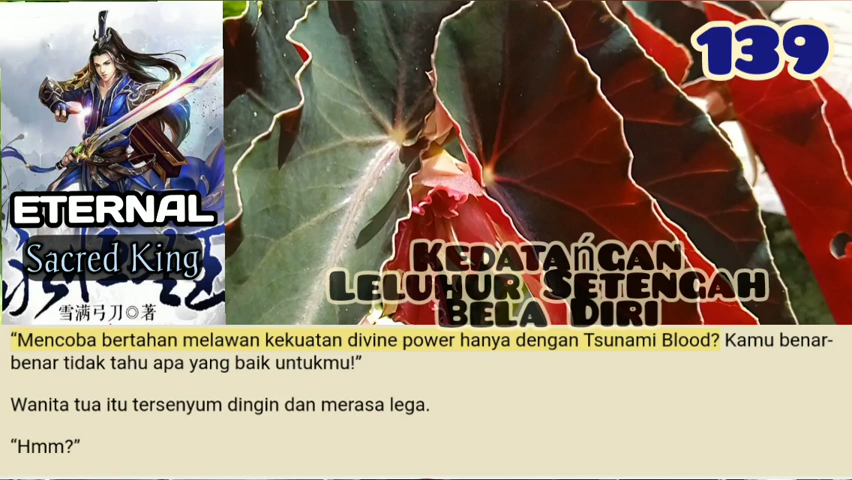 139
ETERNAL
Sacred King
雪满弓刀◎著
Kedatańgan
Leluhur Setengah
Bela Diri
“Mencoba bertahan melawan kekuatan divine power hanya dengan Tsunami Blood? Kamu benar-
benar tidak tahu apa yang baik untukmu!”
Wanita tua itu tersenyum dingin dan merasa lega.
“Hmm?”